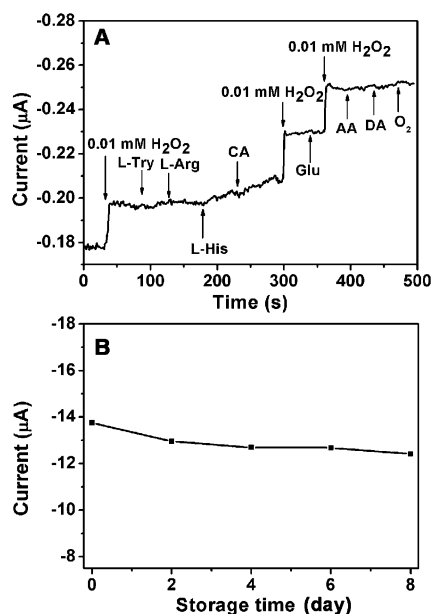 A
-0.28
-0.26
-0.24
-0.22
-0.20
-0.18
Current (μA)
0.01 mM H2O2
0.01 mM H2O2
0.01 mM H2O2
L-Try
L-Arg
CA
L-His
Glu
AA
DA
O2
0 100 200 300 400 500
Time (s)
B
-18
-16
-14
-12
-10
-8
Current (μA)
0 2 4 6 8
Storage time (day)